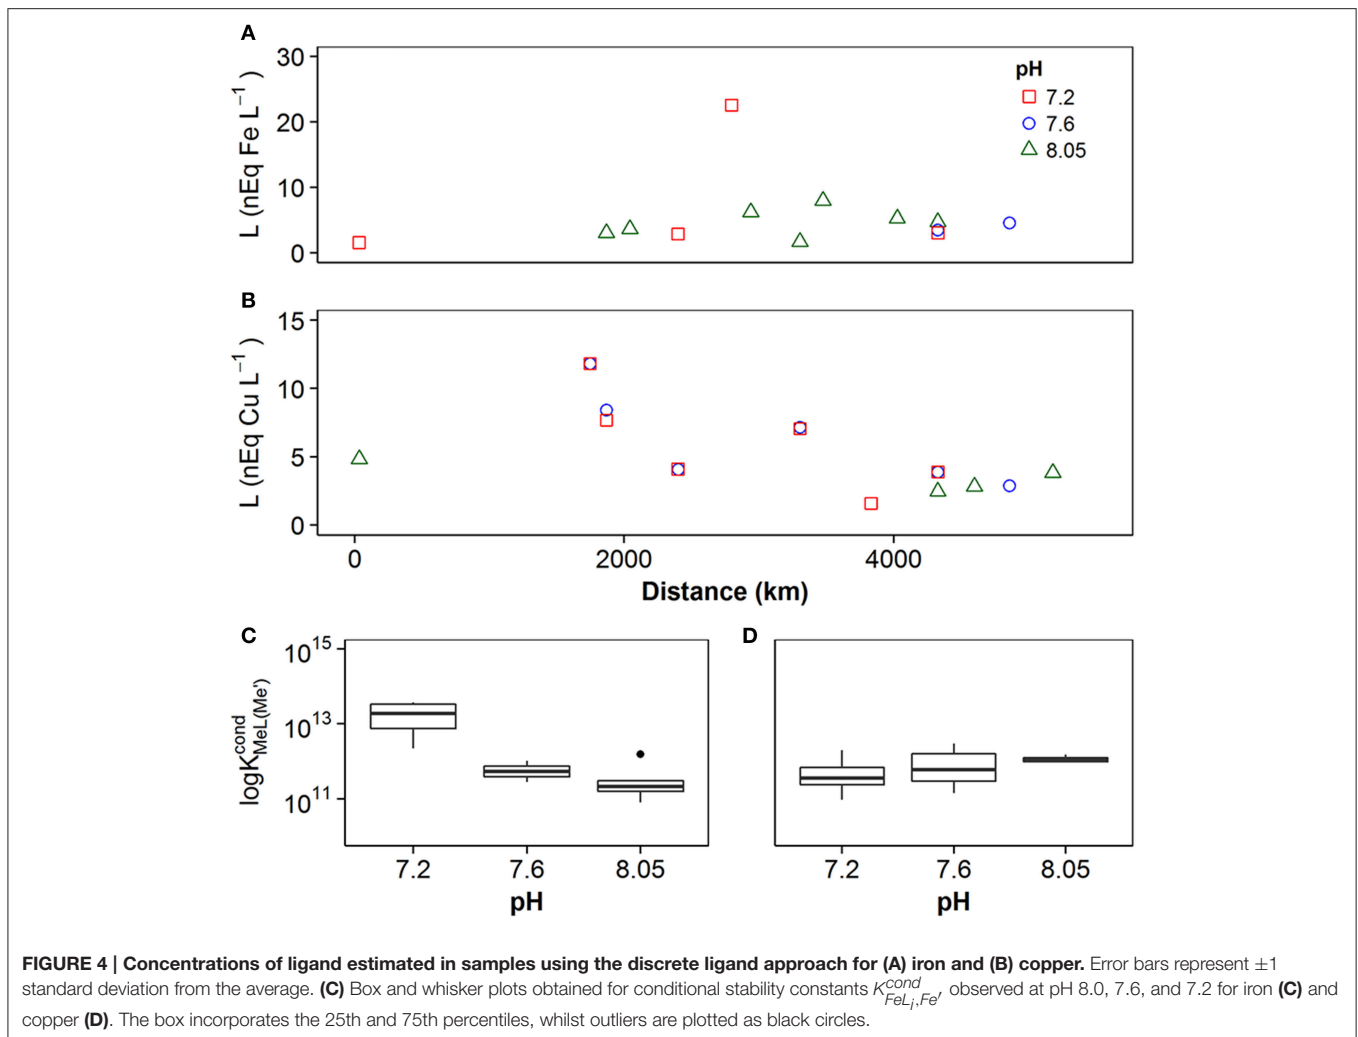 A
30
20
10
0
L (nEq Fe L⁻¹ )
pH
7.2
7.6
8.05
B
15
10
5
0
L (nEq Cu L⁻¹ )
0 2000 4000
Distance (km)
C
10¹⁵
10¹³
10¹¹
logK^cond_MeL(Me')
7.2 7.6 8.05
pH
D
7.2 7.6 8.05
pH
FIGURE 4 | Concentrations of ligand estimated in samples using the discrete ligand approach for (A) iron and (B) copper. Error bars represent ±1
standard deviation from the average. (C) Box and whisker plots obtained for conditional stability constants K^cond_FeL_i,Fe′ observed at pH 8.0, 7.6, and 7.2 for iron (C) and
copper (D). The box incorporates the 25th and 75th percentiles, whilst outliers are plotted as black circles.